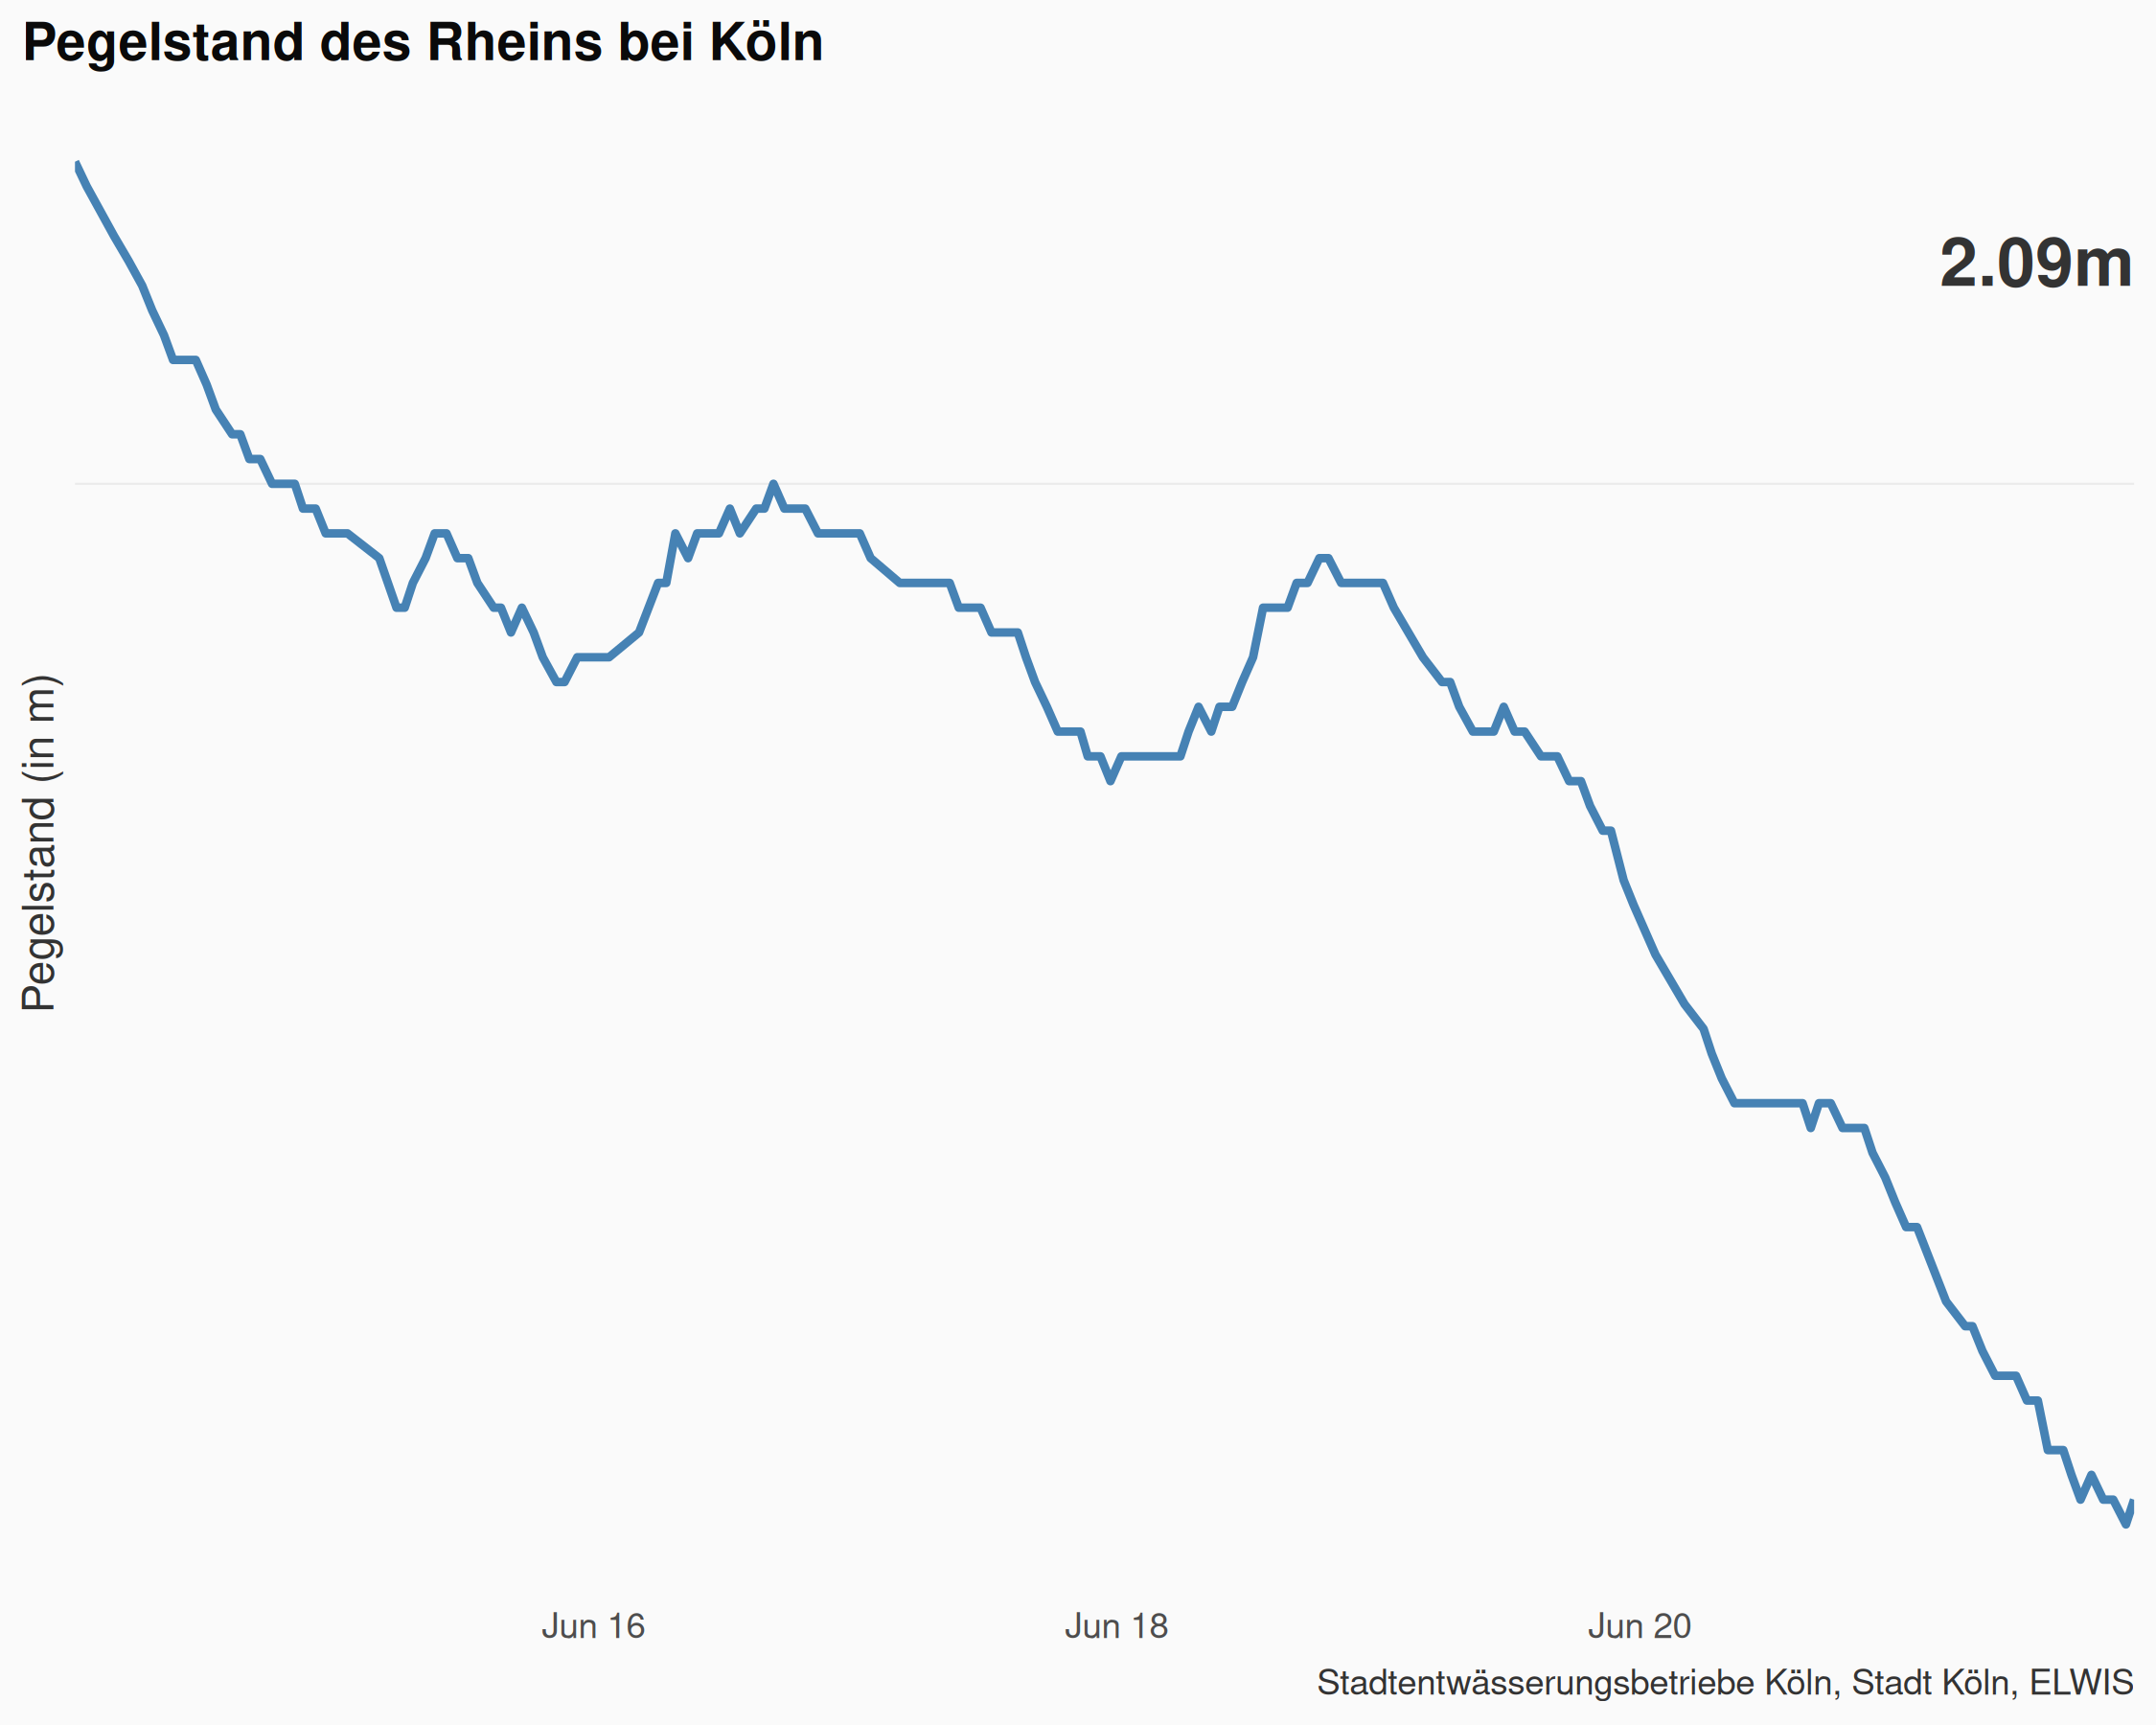 Pegelstand des Rheins bei Köln
2.09m
Pegelstand (in m)
Jun 16
Jun 18
Jun 20
Stadtentwässerungsbetriebe Köln, Stadt Köln, ELWIS